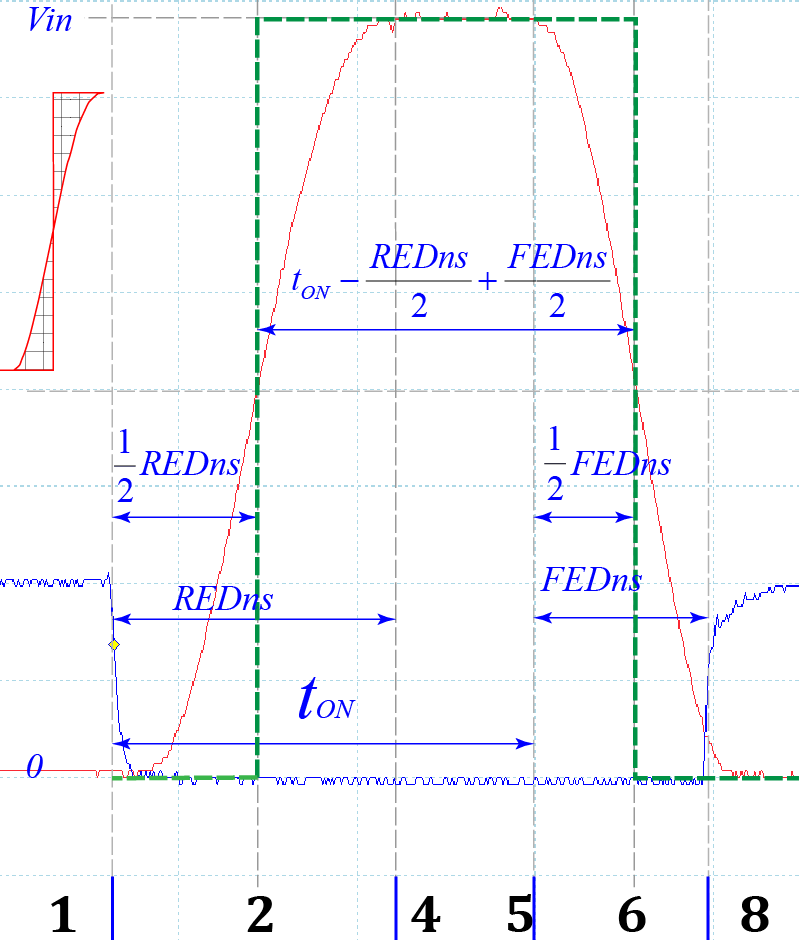 Vin
t_ON − REDns/2 + FEDns/2
1/2 REDns
1/2 FEDns
FEDns
REDns
t_ON
0
1 2 4 5 6 8